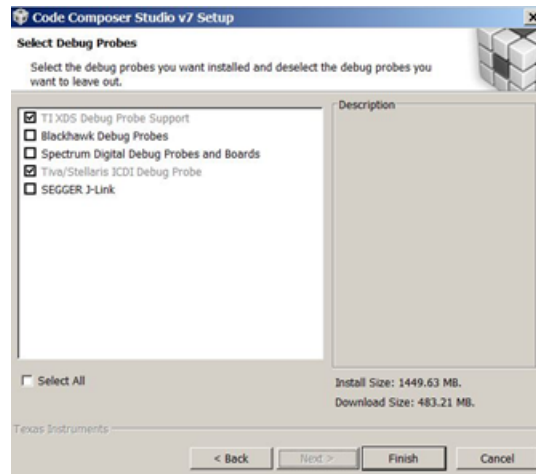 Code Composer Studio v7 Setup
Select Debug Probes
Select the debug probes you want installed and deselect the debug probes you
want to leave out.
TI XDS Debug Probe Support
Blackhawk Debug Probes
Spectrum Digital Debug Probes and Boards
Tiva/Stellaris ICDI Debug Probe
SEGGER J-Link
Description
Select All
Install Size: 1449.63 MB.
Download Size: 483.21 MB.
Texas Instruments
< Back
Next >
Finish
Cancel